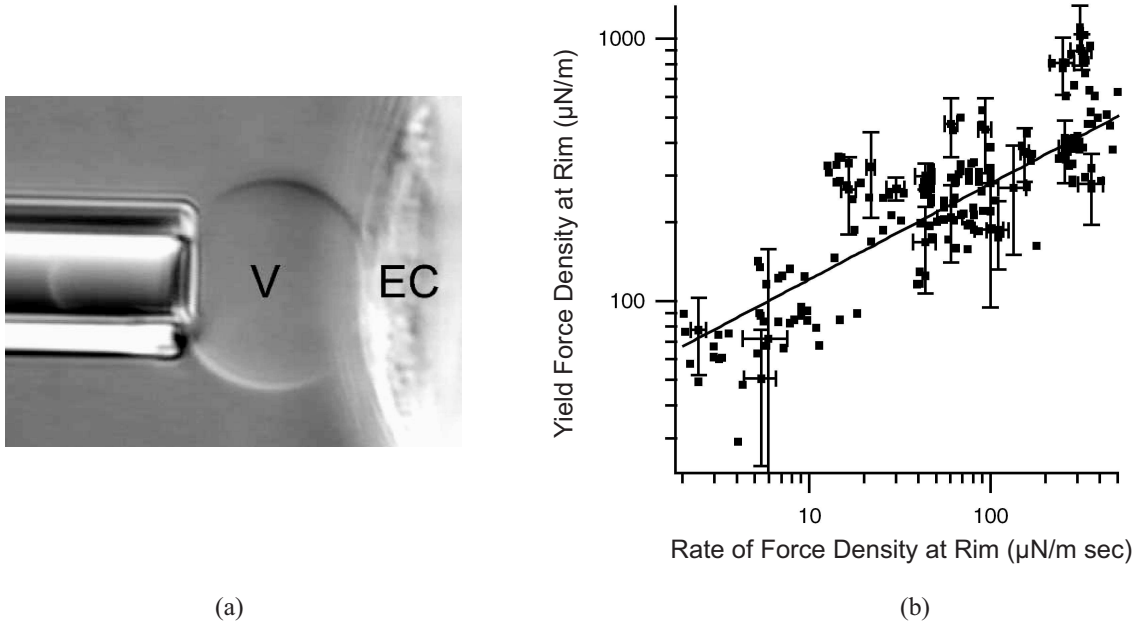 V
EC
(a)
Yield Force Density at Rim (µN/m)
1000
100
10
100
Rate of Force Density at Rim (µN/m sec)
(b)